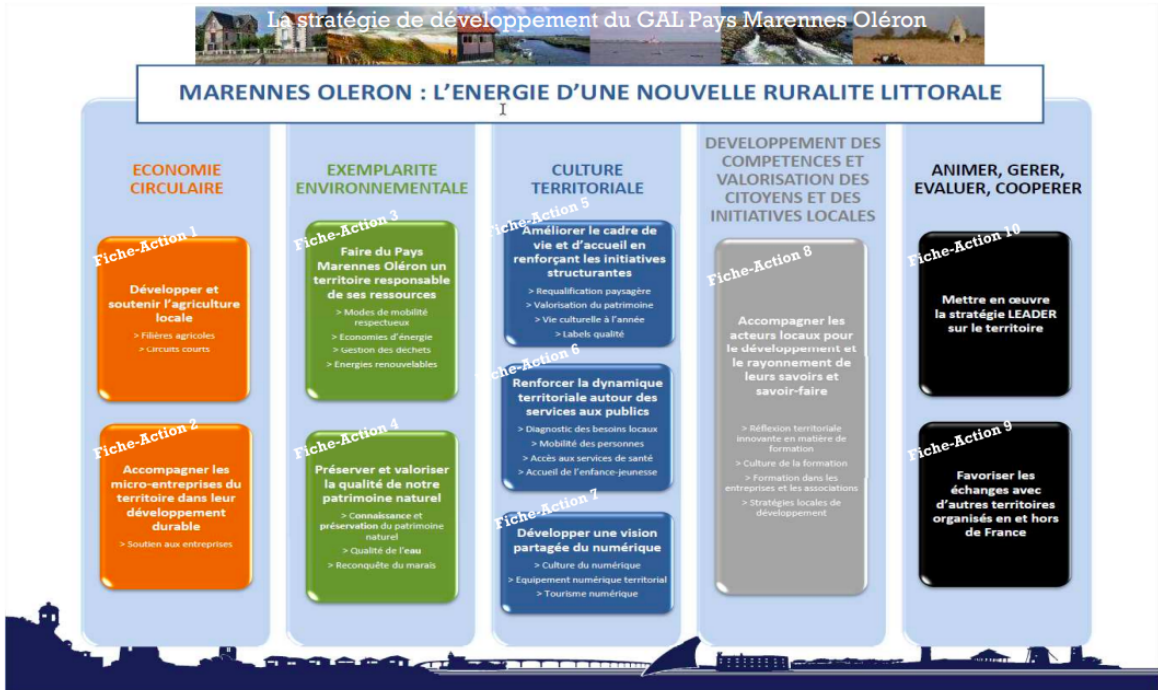 La stratégie de développement du GAL Pays Marennes Oléron
MARENNES OLERON : L'ENERGIE D'UNE NOUVELLE RURALITE LITTORALE
ECONOMIE
CIRCULAIRE
Fiche-Action 1
Développer et
soutenir l'agriculture
locale
> Filières agricoles
> Circuits courts
Fiche-Action 2
Accompagner les
micro-entreprises du
territoire dans leur
développement
durable
> Soutien aux entreprises
EXEMPLARITE
ENVIRONNEMENTALE
Fiche-Action 3
Faire du Pays
Marennes Oléron un
territoire responsable
de ses ressources
> Modes de mobilité
respectueux
> Economies d'énergie
> Gestion des déchets
> Energies renouvelables
Fiche-Action 4
Préserver et valoriser
la qualité de notre
patrimoine naturel
> Connaissance et
préservation du patrimoine
naturel
> Qualité de l'eau
> Reconquête du marais
CULTURE
TERRITORIALE
Fiche-Action 5
Améliorer le cadre de
vie et d'accueil en
renforçant les initiatives
structurantes
> Requalification paysagère
> Valorisation du patrimoine
> Vie culturelle à l'année
> Labels qualité
Fiche-Action 6
Renforcer la dynamique
territoriale autour des
services aux publics
> Diagnostic des besoins locaux
> Mobilité des personnes
> Accès aux services de santé
> Accueil de l'enfance-jeunesse
Fiche-Action 7
Développer une vision
partagée du numérique
> Culture du numérique
> Equipement numérique territorial
> Tourisme numérique
DEVELOPPEMENT DES
COMPETENCES ET
VALORISATION DES
CITOYENS ET DES
INITIATIVES LOCALES
Fiche-Action 8
Accompagner les
acteurs locaux pour
le développement et
le rayonnement de
leurs savoirs et
savoir-faire
> Réflexion territoriale
innovante en matière de
formation
> Culture de la formation
> Formation dans les
entreprises et les associations
> Stratégies locales de
développement
ANIMER, GERER,
EVALUER, COOPERER
Fiche-Action 10
Mettre en œuvre
la stratégie LEADER
sur le territoire
Fiche-Action 9
Favoriser les
échanges avec
d'autres territoires
organisés en et hors
de France